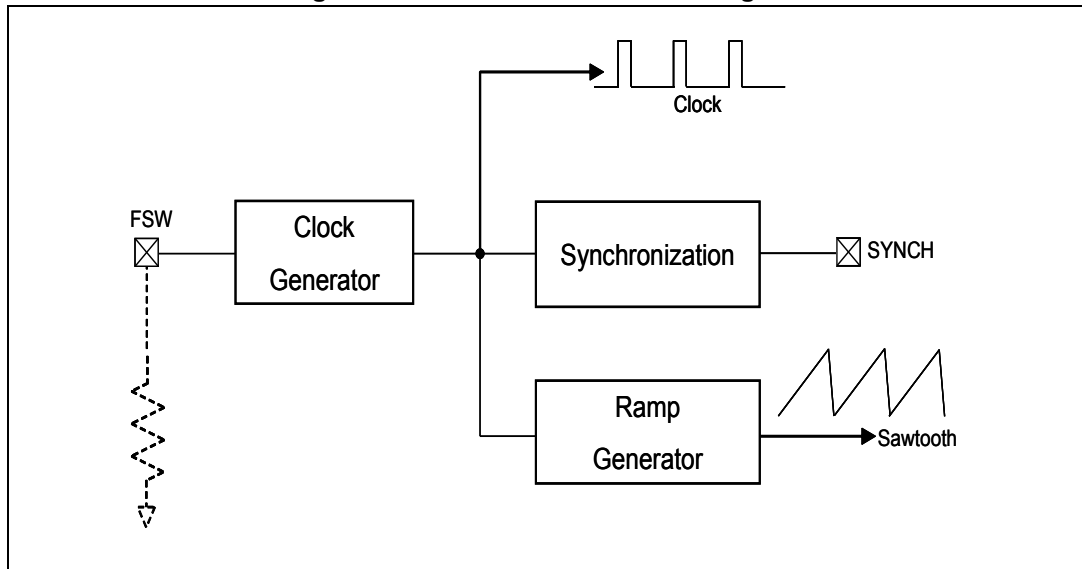 Clock
FSW
Clock
Generator
Synchronization
SYNCH
Ramp
Generator
Sawtooth